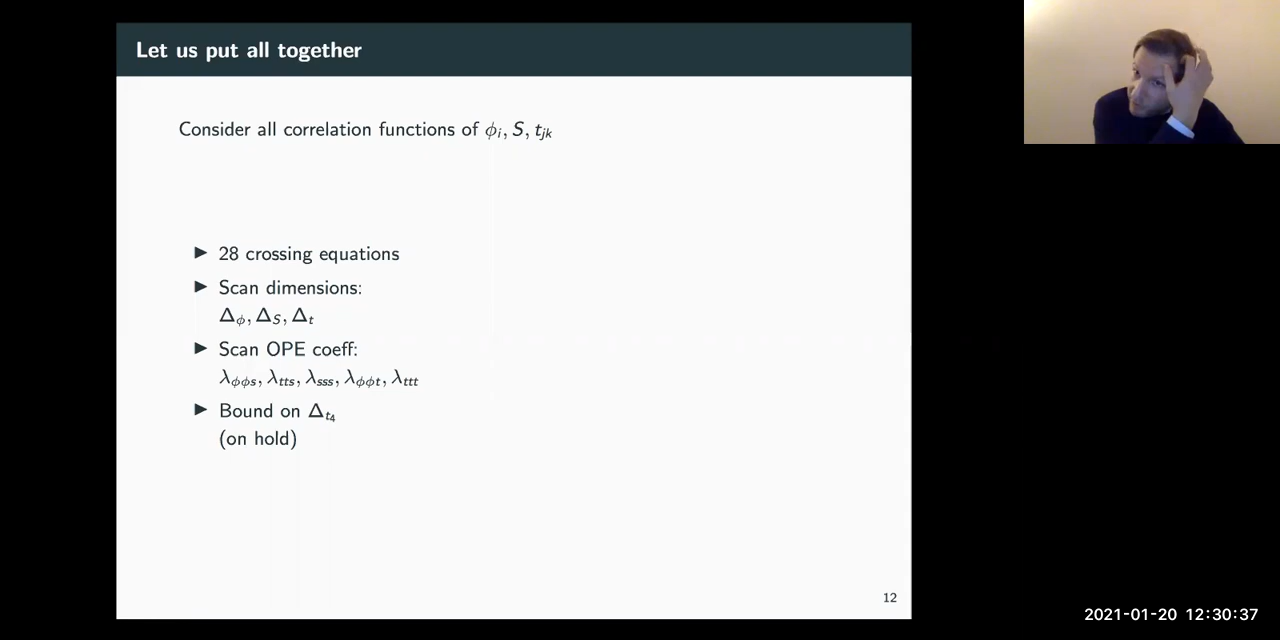 Let us put all together
Consider all correlation functions of ϕᵢ, S, tⱼₖ
▶ 28 crossing equations
▶ Scan dimensions:
Δ_ϕ, Δ_S, Δ_t
▶ Scan OPE coeff:
λ_ϕϕs, λ_tts, λ_sss, λ_ϕϕt, λ_ttt
▶ Bound on Δ_t₄
(on hold)
12
2021-01-20 12:30:37